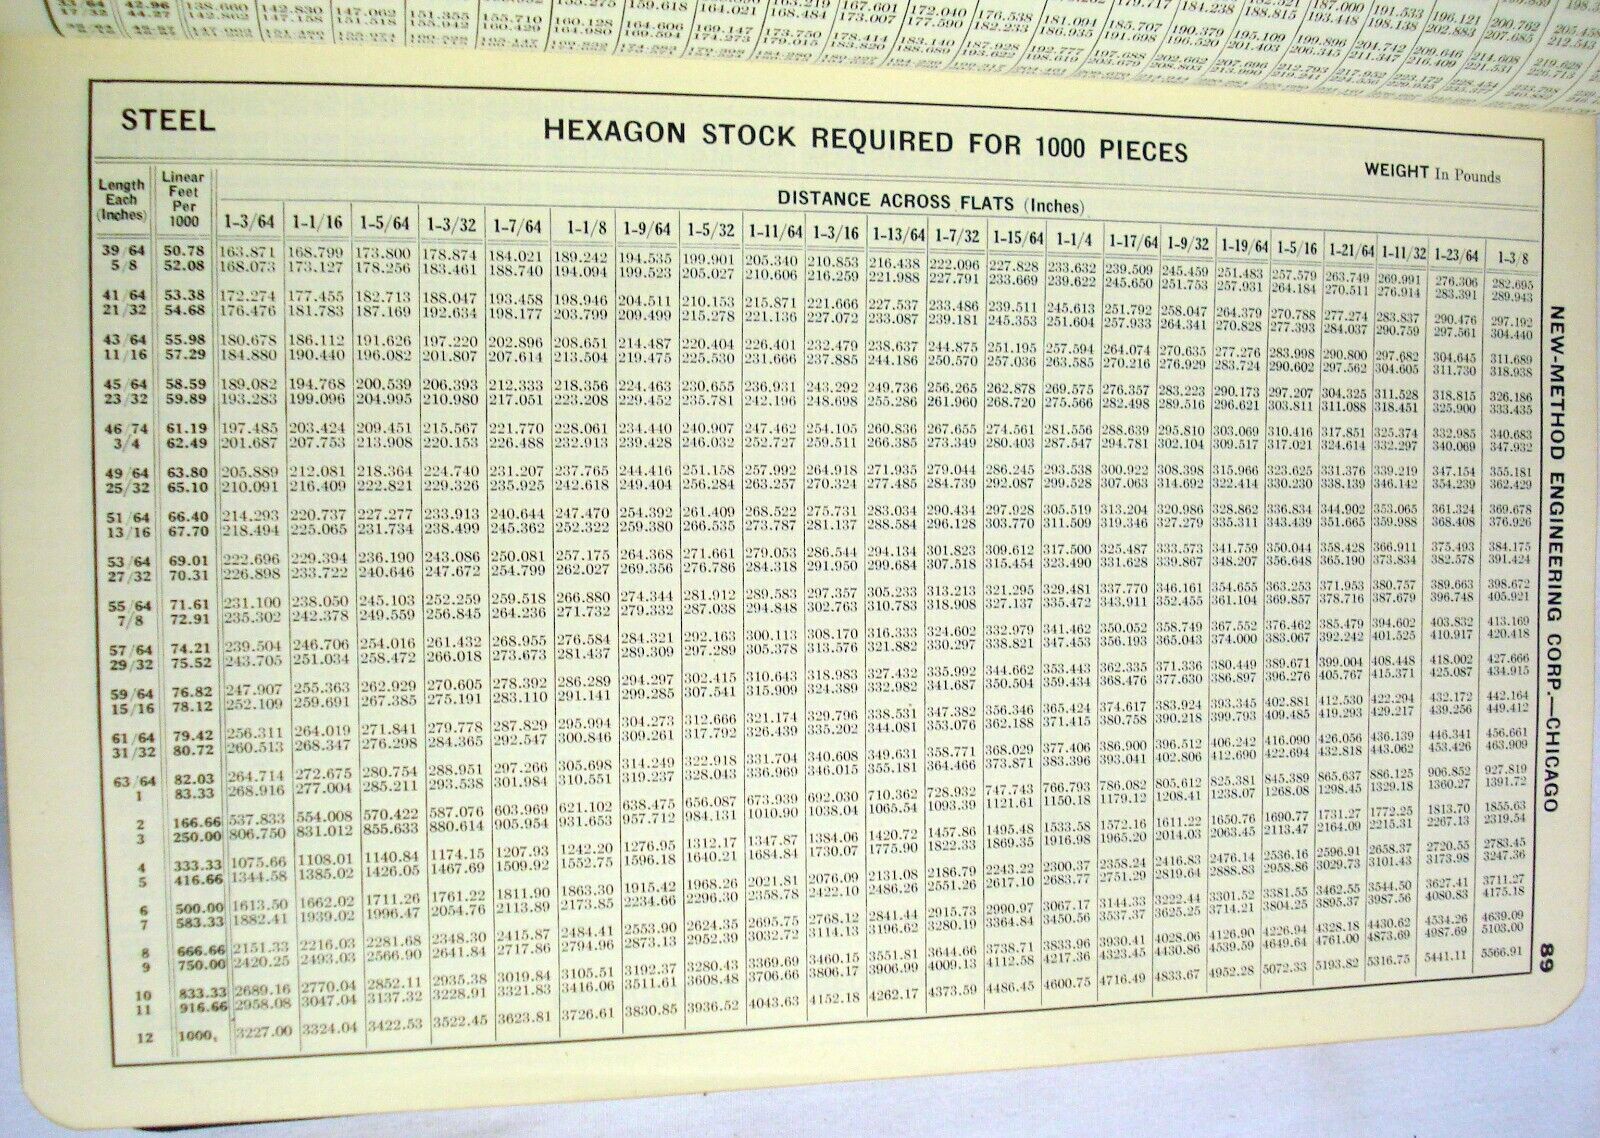 138.660 142.830 147.062 151.355 155.710 160.128 164.606 169.147 173.750 178.414 183.140 187.928 192.777 197.688 202.662 207.696 212.793 217.952 223.172
STEEL
HEXAGON STOCK REQUIRED FOR 1000 PIECES
WEIGHT In Pounds
Length Each (Inches)
Linear Feet Per 1000
DISTANCE ACROSS FLATS (Inches)
1-3/64 1-1/16 1-5/64 1-3/32 1-7/64 1-1/8 1-9/64 1-5/32 1-11/64 1-3/16 1-13/64 1-7/32 1-15/64 1-1/4 1-17/64 1-9/32 1-19/64 1-5/16 1-21/64 1-11/32 1-23/64 1-3/8
39/64 50.78 163.871 168.799 173.800 178.874 184.021 189.242 194.535 199.901 205.340 210.853 216.438 222.096 227.828 233.632 239.509 245.459 251.483 257.579 263.749 269.991 276.306 282.695
5/8 52.08 168.073 173.127 178.256 183.461 188.740 194.094 199.523 205.027 210.606 216.259 221.988 227.791 233.669 239.622 245.650 251.753 257.931 264.184 270.511 276.914 283.391 289.943
41/64 53.38 172.274 177.455 182.713 188.047 193.458 198.946 204.511 210.153 215.871 221.666 227.537 233.486 239.511 245.613 251.792 258.047 264.379 270.788 277.274 283.837 290.476 297.192
21/32 54.68 176.476 181.783 187.169 192.634 198.177 203.799 209.499 215.278 221.136 227.072 233.087 239.181 245.353 251.604 257.933 264.341 270.828 277.393 284.037 290.759 297.561 304.440
43/64 55.98 180.678 186.112 191.626 197.220 202.896 208.651 214.487 220.404 226.401 232.479 238.637 244.875 251.195 257.594 264.074 270.635 277.276 283.998 290.800 297.682 304.645 311.689
11/16 57.29 184.880 190.440 196.082 201.807 207.614 213.504 219.475 225.530 231.666 237.885 244.186 250.570 257.036 263.585 270.216 276.929 283.724 290.602 297.562 304.605 311.730 318.938
45/64 58.59 189.082 194.768 200.539 206.393 212.333 218.356 224.463 230.655 236.931 243.292 249.736 256.265 262.878 269.575 276.357 283.223 290.173 297.207 304.325 311.528 318.815 326.186
23/32 59.89 193.283 199.096 204.995 210.980 217.051 223.208 229.452 235.781 242.196 248.698 255.286 261.960 268.720 275.566 282.498 289.516 296.621 303.811 311.088 318.451 325.900 333.435
46/74 61.19 197.485 203.424 209.451 215.567 221.770 228.061 234.440 240.907 247.462 254.105 260.836 267.655 274.561 281.556 288.639 295.810 303.069 310.416 317.851 325.374 332.985 340.683
3/4 62.49 201.687 207.753 213.908 220.153 226.488 232.913 239.428 246.032 252.727 259.511 266.385 273.349 280.403 287.547 294.781 302.104 309.517 317.021 324.614 332.297 340.069 347.932
49/64 63.80 205.889 212.081 218.364 224.740 231.207 237.765 244.416 251.158 257.992 264.918 271.935 279.044 286.245 293.538 300.922 308.398 315.966 323.625 331.376 339.219 347.154 355.181
25/32 65.10 210.091 216.409 222.821 229.326 235.925 242.618 249.404 256.284 263.257 270.324 277.485 284.739 292.087 299.528 307.063 314.692 322.414 330.230 338.139 346.142 354.239 362.429
51/64 66.40 214.293 220.737 227.277 233.913 240.644 247.470 254.392 261.409 268.522 275.731 283.034 290.434 297.928 305.519 313.204 320.986 328.862 336.834 344.902 353.065 361.324 369.678
13/16 67.70 218.494 225.065 231.734 238.499 245.362 252.322 259.380 266.535 273.787 281.137 288.584 296.128 303.770 311.509 319.346 327.279 335.311 343.439 351.665 359.988 368.408 376.926
53/64 69.01 222.696 229.394 236.190 243.086 250.081 257.175 264.368 271.661 279.053 286.544 294.134 301.823 309.612 317.500 325.487 333.573 341.759 350.044 358.428 366.911 375.493 384.175
27/32 70.31 226.898 233.722 240.646 247.672 254.799 262.027 269.356 276.786 284.318 291.950 299.684 307.518 315.454 323.490 331.628 339.867 348.207 356.648 365.190 373.834 382.578 391.424
55/64 71.61 231.100 238.050 245.103 252.259 259.518 266.880 274.344 281.912 289.583 297.357 305.233 313.213 321.295 329.481 337.770 346.161 354.655 363.253 371.953 380.757 389.663 398.672
7/8 72.91 235.302 242.378 249.559 256.845 264.236 271.732 279.332 287.038 294.848 302.763 310.783 318.908 327.137 335.472 343.911 352.455 361.104 369.857 378.716 387.679 396.748 405.921
57/64 74.21 239.504 246.706 254.016 261.432 268.955 276.584 284.321 292.163 300.113 308.170 316.333 324.602 332.979 341.462 350.052 358.749 367.552 376.462 385.479 394.602 403.832 413.169
29/32 75.52 243.705 251.034 258.472 266.018 273.673 281.437 289.309 297.289 305.378 313.576 321.882 330.297 338.821 347.453 356.193 365.043 374.000 383.067 392.242 401.525 410.917 420.418
59/64 76.82 247.907 255.363 262.929 270.605 278.392 286.289 294.297 302.415 310.643 318.983 327.432 335.992 344.662 353.443 362.335 371.336 380.449 389.671 399.004 408.448 418.002 427.666
15/16 78.12 252.109 259.691 267.385 275.191 283.110 291.141 299.285 307.541 315.909 324.389 332.982 341.687 350.504 359.434 368.476 377.630 386.897 396.276 405.767 415.371 425.087 434.915
61/64 79.42 256.311 264.019 271.841 279.778 287.829 295.994 304.273 312.666 321.174 329.796 338.531 347.382 356.346 365.424 374.617 383.924 393.345 402.881 412.530 422.294 432.172 442.164
31/32 80.72 260.513 268.347 276.298 284.365 292.547 300.846 309.261 317.792 326.439 335.202 344.081 353.076 362.188 371.415 380.758 390.218 399.793 409.485 419.293 429.217 439.256 449.412
63/64 82.03 264.714 272.675 280.754 288.951 297.266 305.698 314.249 322.918 331.704 340.608 349.631 358.771 368.029 377.406 386.900 396.512 406.242 416.090 426.056 436.139 446.341 456.661
1 83.33 268.916 277.004 285.211 293.538 301.984 310.551 319.237 328.043 336.969 346.015 355.181 364.466 373.871 383.396 393.041 402.806 412.690 422.694 432.818 443.062 453.426 463.909
2 166.66 537.833 554.008 570.422 587.076 603.969 621.102 638.475 656.087 673.939 692.030 710.362 728.932 747.743 766.793 786.082 805.612 825.381 845.389 865.637 886.125 906.852 927.819
3 250.00 806.750 831.012 855.633 880.614 905.954 931.653 957.712 984.131 1010.90 1038.04 1065.54 1093.39 1121.61 1150.18 1179.12 1208.41 1238.07 1268.08 1298.45 1329.18 1360.27 1391.72
4 333.33 1075.66 1108.01 1140.84 1174.15 1207.93 1242.20 1276.95 1312.17 1347.87 1384.06 1420.72 1457.86 1495.48 1533.58 1572.16 1611.22 1650.76 1690.77 1731.27 1772.25 1813.70 1855.63
5 416.66 1344.58 1385.02 1426.05 1467.69 1509.92 1552.75 1596.18 1640.21 1684.84 1730.07 1775.90 1822.33 1869.35 1916.98 1965.20 2014.03 2063.45 2113.47 2164.09 2215.31 2267.13 2319.54
6 500.00 1613.50 1662.02 1711.26 1761.22 1811.90 1863.30 1915.42 1968.26 2021.81 2076.09 2131.08 2186.79 2243.22 2300.37 2358.24 2416.83 2476.14 2536.16 2596.91 2658.37 2720.55 2783.45
7 583.33 1882.41 1939.02 1996.47 2054.76 2113.89 2173.85 2234.66 2296.30 2358.78 2422.10 2486.26 2551.26 2617.10 2683.77 2751.29 2819.64 2888.83 2958.86 3029.73 3101.43 3173.98 3247.36
8 666.66 2151.33 2216.03 2281.68 2348.30 2415.87 2484.41 2553.90 2624.35 2695.75 2768.12 2841.44 2915.73 2990.97 3067.17 3144.33 3222.44 3301.52 3381.55 3462.55 3544.50 3627.41 3711.27
9 750.00 2420.25 2493.03 2566.90 2641.84 2717.86 2794.96 2873.13 2952.39 3032.72 3114.13 3196.62 3280.19 3364.84 3450.56 3537.37 3625.25 3714.21 3804.25 3895.37 3987.56 4080.83 4175.18
10 833.33 2689.16 2770.04 2852.11 2935.38 3019.84 3105.51 3192.37 3280.43 3369.69 3460.15 3551.81 3644.66 3738.71 3833.96 3930.41 4028.06 4126.90 4226.94 4328.18 4430.62 4534.26 4639.09
11 916.66 2958.08 3047.04 3137.32 3228.91 3321.83 3416.06 3511.61 3608.48 3706.66 3806.17 3906.99 4009.13 4112.58 4217.36 4323.45 4430.86 4539.59 4649.64 4761.00 4873.69 4987.69 5103.00
12 1000. 3227.00 3324.04 3422.53 3522.45 3623.81 3726.61 3830.85 3936.52 4043.63 4152.18 4262.17 4373.59 4486.45 4600.75 4716.49 4833.67 4952.28 5072.33 5193.82 5316.75 5441.11 5566.91
NEW-METHOD ENGINEERING CORP.—CHICAGO 89